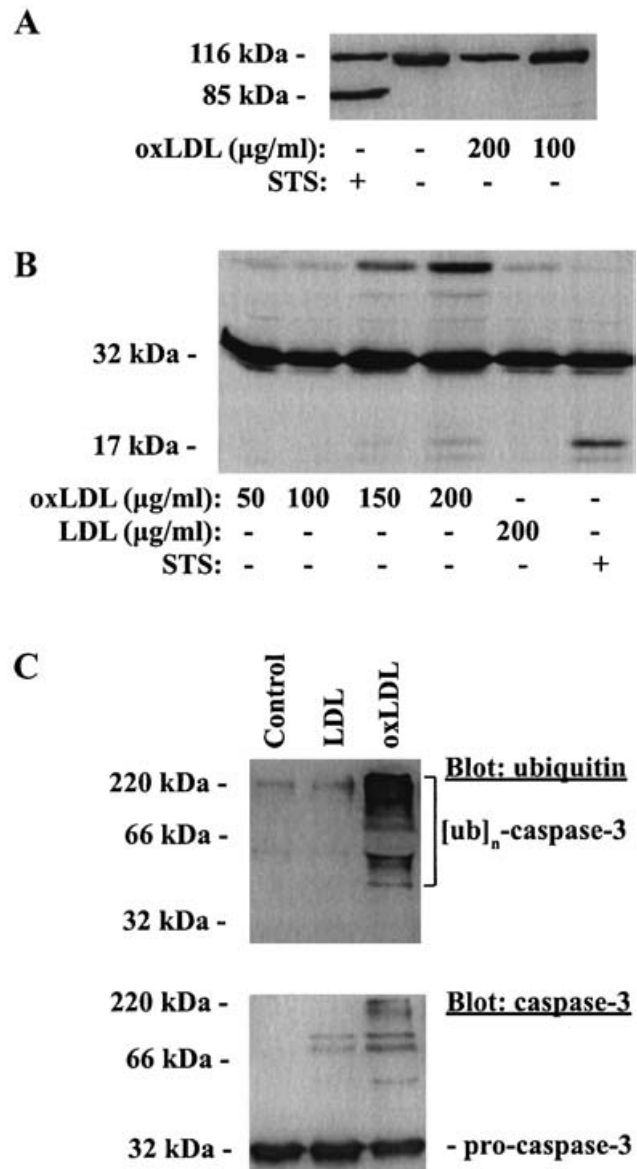 A
116 kDa -
85 kDa -
oxLDL (μg/ml): - - 200 100
STS: + - - -
B
32 kDa -
17 kDa -
oxLDL (μg/ml): 50 100 150 200 - -
LDL (μg/ml): - - - - 200 -
STS: - - - - - +
C
Control LDL oxLDL
220 kDa - Blot: ubiquitin
66 kDa - [ub]n-caspase-3
32 kDa -
220 kDa - Blot: caspase-3
66 kDa -
32 kDa - - pro-caspase-3